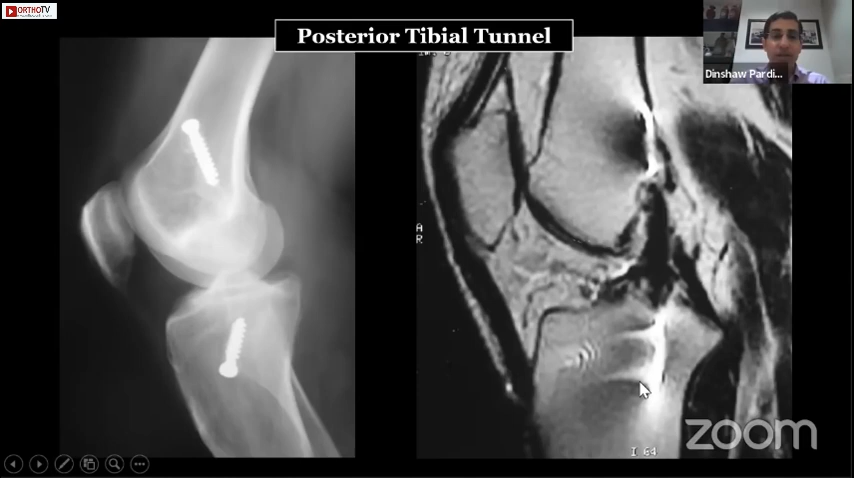 ORTHOTV
Posterior Tibial Tunnel
Dinshaw Pardi...
A
R
I 64
zoom